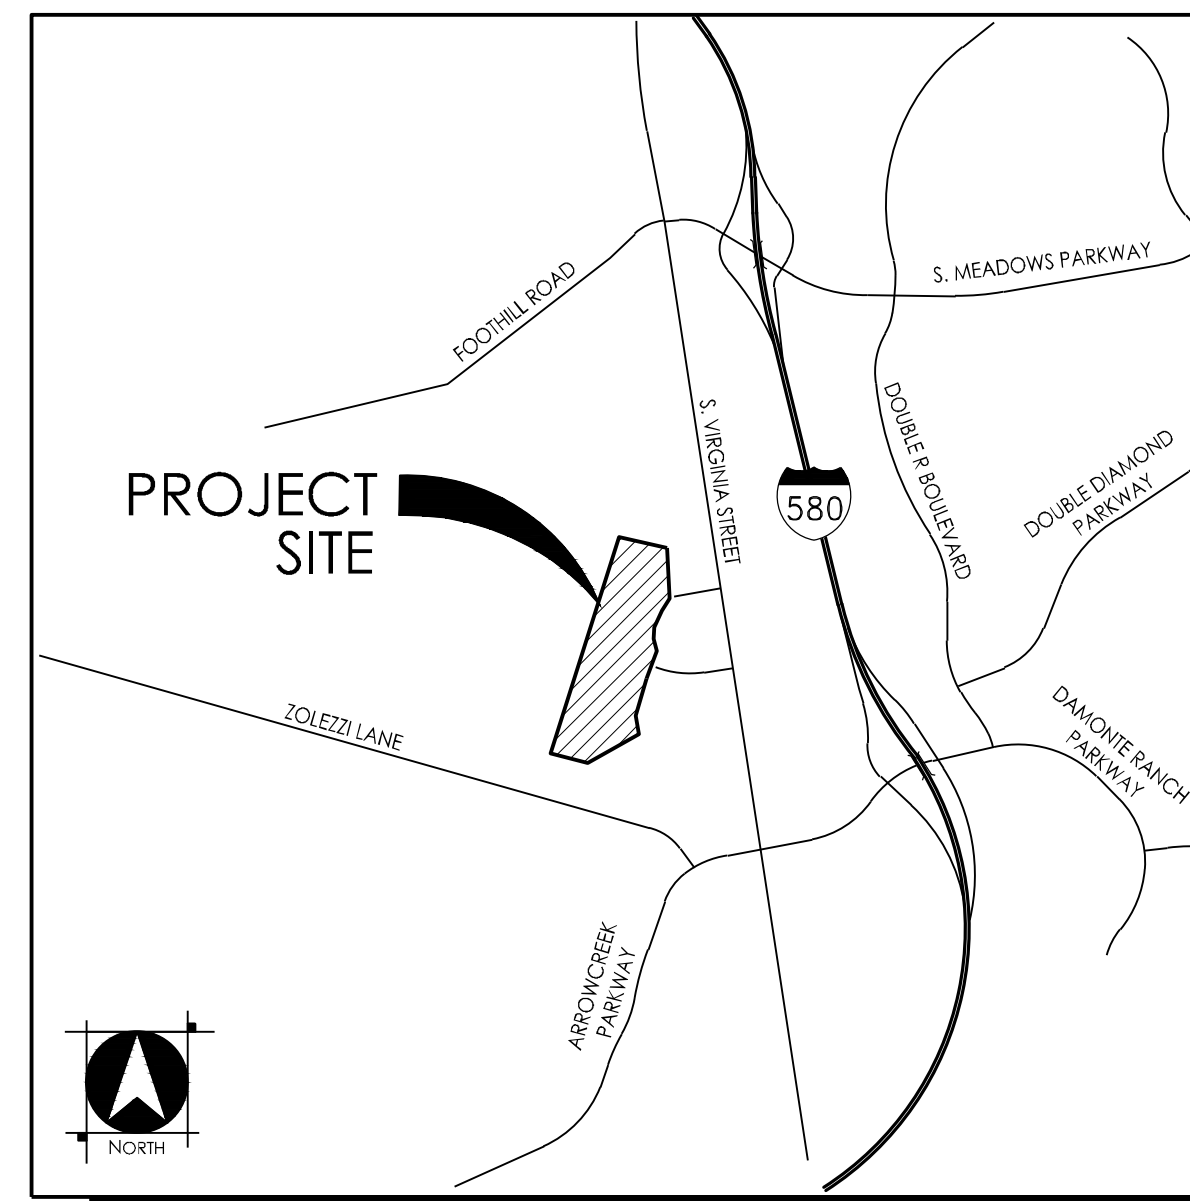 S. MEADOWS PARKWAY
FOOTHILL ROAD
S. VIRGINIA STREET
DOUBLE R BOULEVARD
DOUBLE DIAMOND
PARKWAY
PROJECT
SITE
580
ZOLEZZI LANE
DAMONTE RANCH
PARKWAY
ARROWCREEK
PARKWAY
NORTH